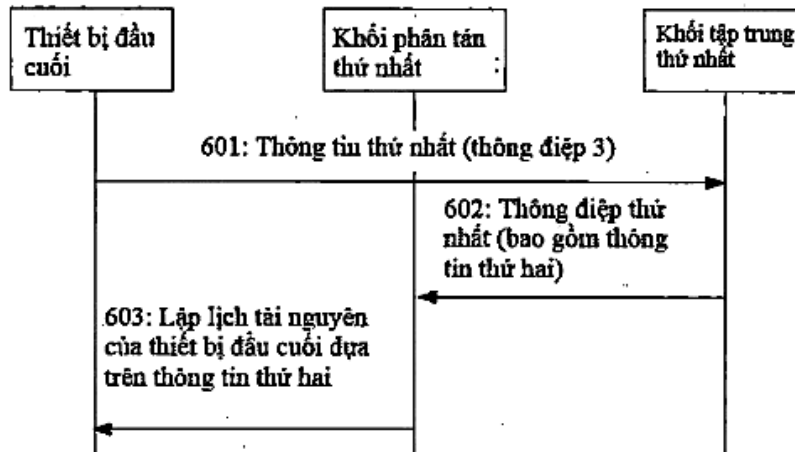 Thiết bị đầu
cuối
Khối phân tán
thứ nhất :
Khối tập trung
thứ nhất
601: Thông tin thứ nhất (thông điệp 3)
602: Thông điệp thứ
nhất (bao gồm thông
tin thứ hai)
603: Lập lịch tài nguyên
của thiết bị đầu cuối dựa
trên thông tin thứ hai